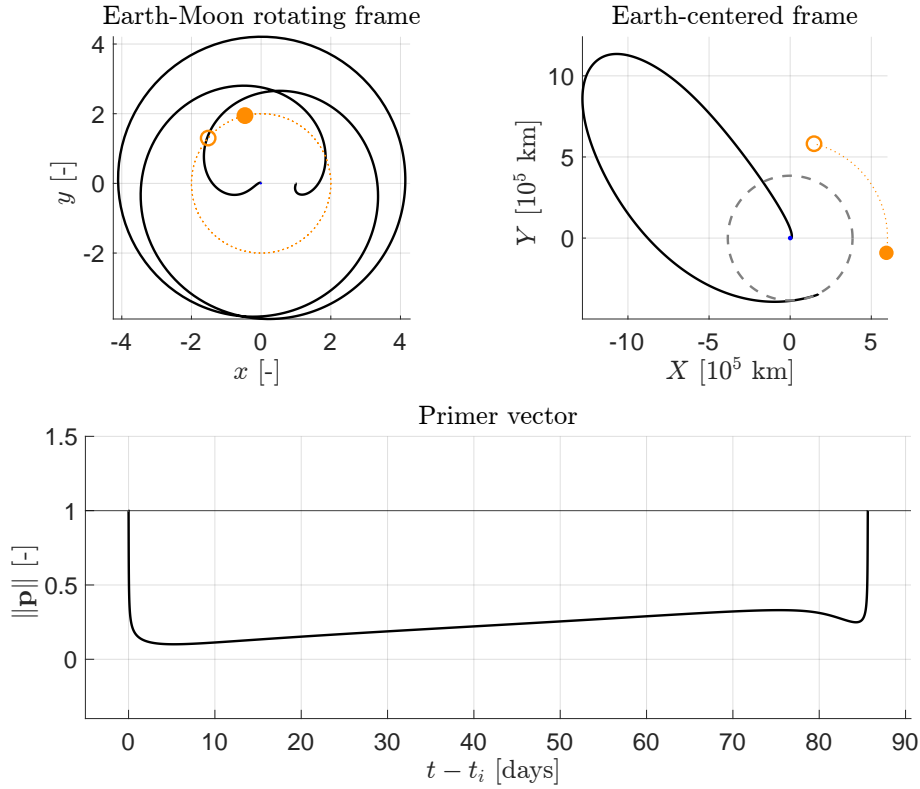 Earth-Moon rotating frame
4
2
0
-2
y [-]
-4 -2 0 2 4
x [-]
Earth-centered frame
10
5
0
Y [10^5 km]
-10 -5 0 5
X [10^5 km]
Primer vector
1.5
1
0.5
0
‖p‖ [-]
0 10 20 30 40 50 60 70 80 90
t − t_i [days]